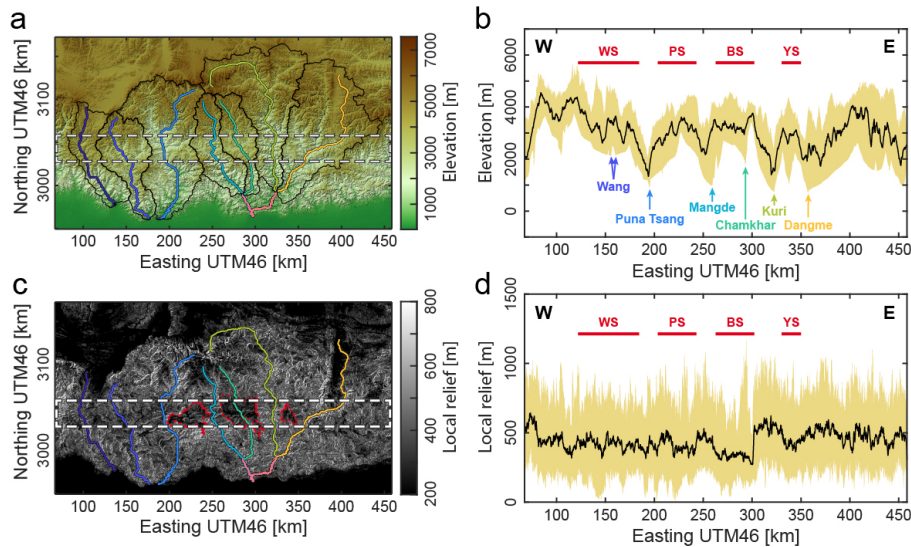 a
7000
5000
3000
1000
Elevation [m]
Northing UTM46 [km]
3100
3000
100 150 200 250 300 350 400 450
Easting UTM46 [km]
b
W E
WS PS BS YS
6000
4000
2000
0
Elevation [m]
Wang
Puna Tsang
Mangde
Chamkhar
Kuri
Dangme
100 150 200 250 300 350 400 450
Easting UTM46 [km]
c
800
600
400
200
Local relief [m]
Northing UTM46 [km]
3100
3000
100 150 200 250 300 350 400 450
Easting UTM46 [km]
d
W E
WS PS BS YS
1500
1000
500
0
Local relief [m]
100 150 200 250 300 350 400 450
Easting UTM46 [km]